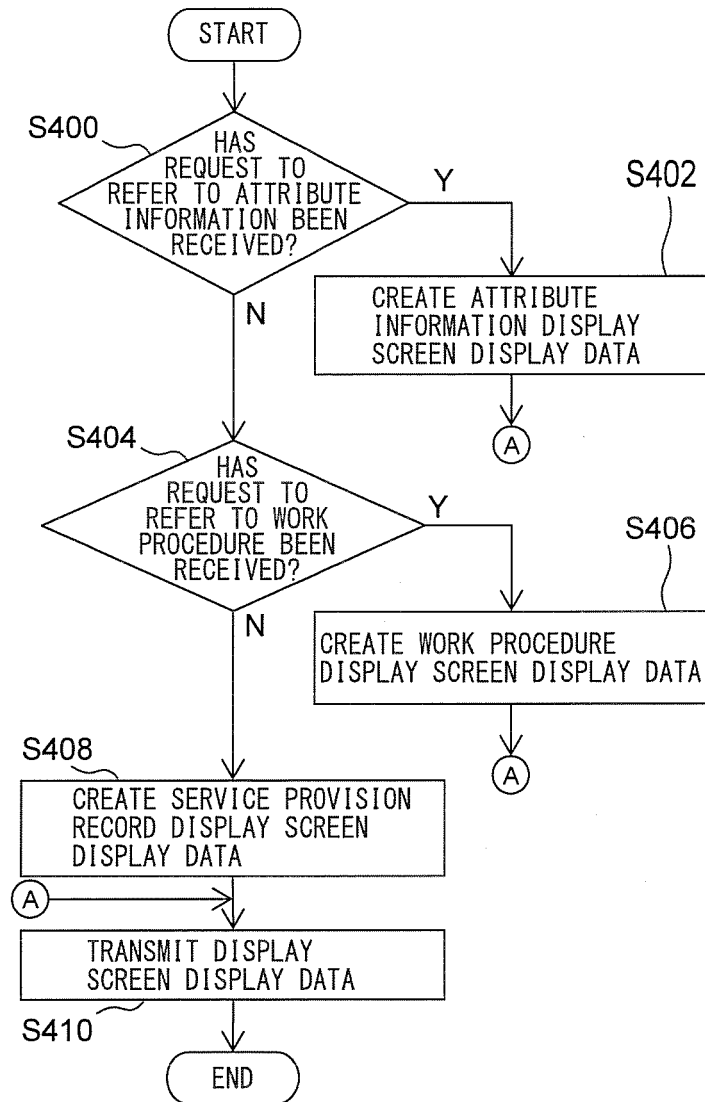 START
S400
HAS
REQUEST TO
REFER TO ATTRIBUTE
INFORMATION BEEN
RECEIVED?
Y
S402
CREATE ATTRIBUTE
INFORMATION DISPLAY
SCREEN DISPLAY DATA
A
N
S404
HAS
REQUEST TO
REFER TO WORK
PROCEDURE BEEN
RECEIVED?
Y
S406
CREATE WORK PROCEDURE
DISPLAY SCREEN DISPLAY DATA
A
N
S408
CREATE SERVICE PROVISION
RECORD DISPLAY SCREEN
DISPLAY DATA
A
TRANSMIT DISPLAY
SCREEN DISPLAY DATA
S410
END